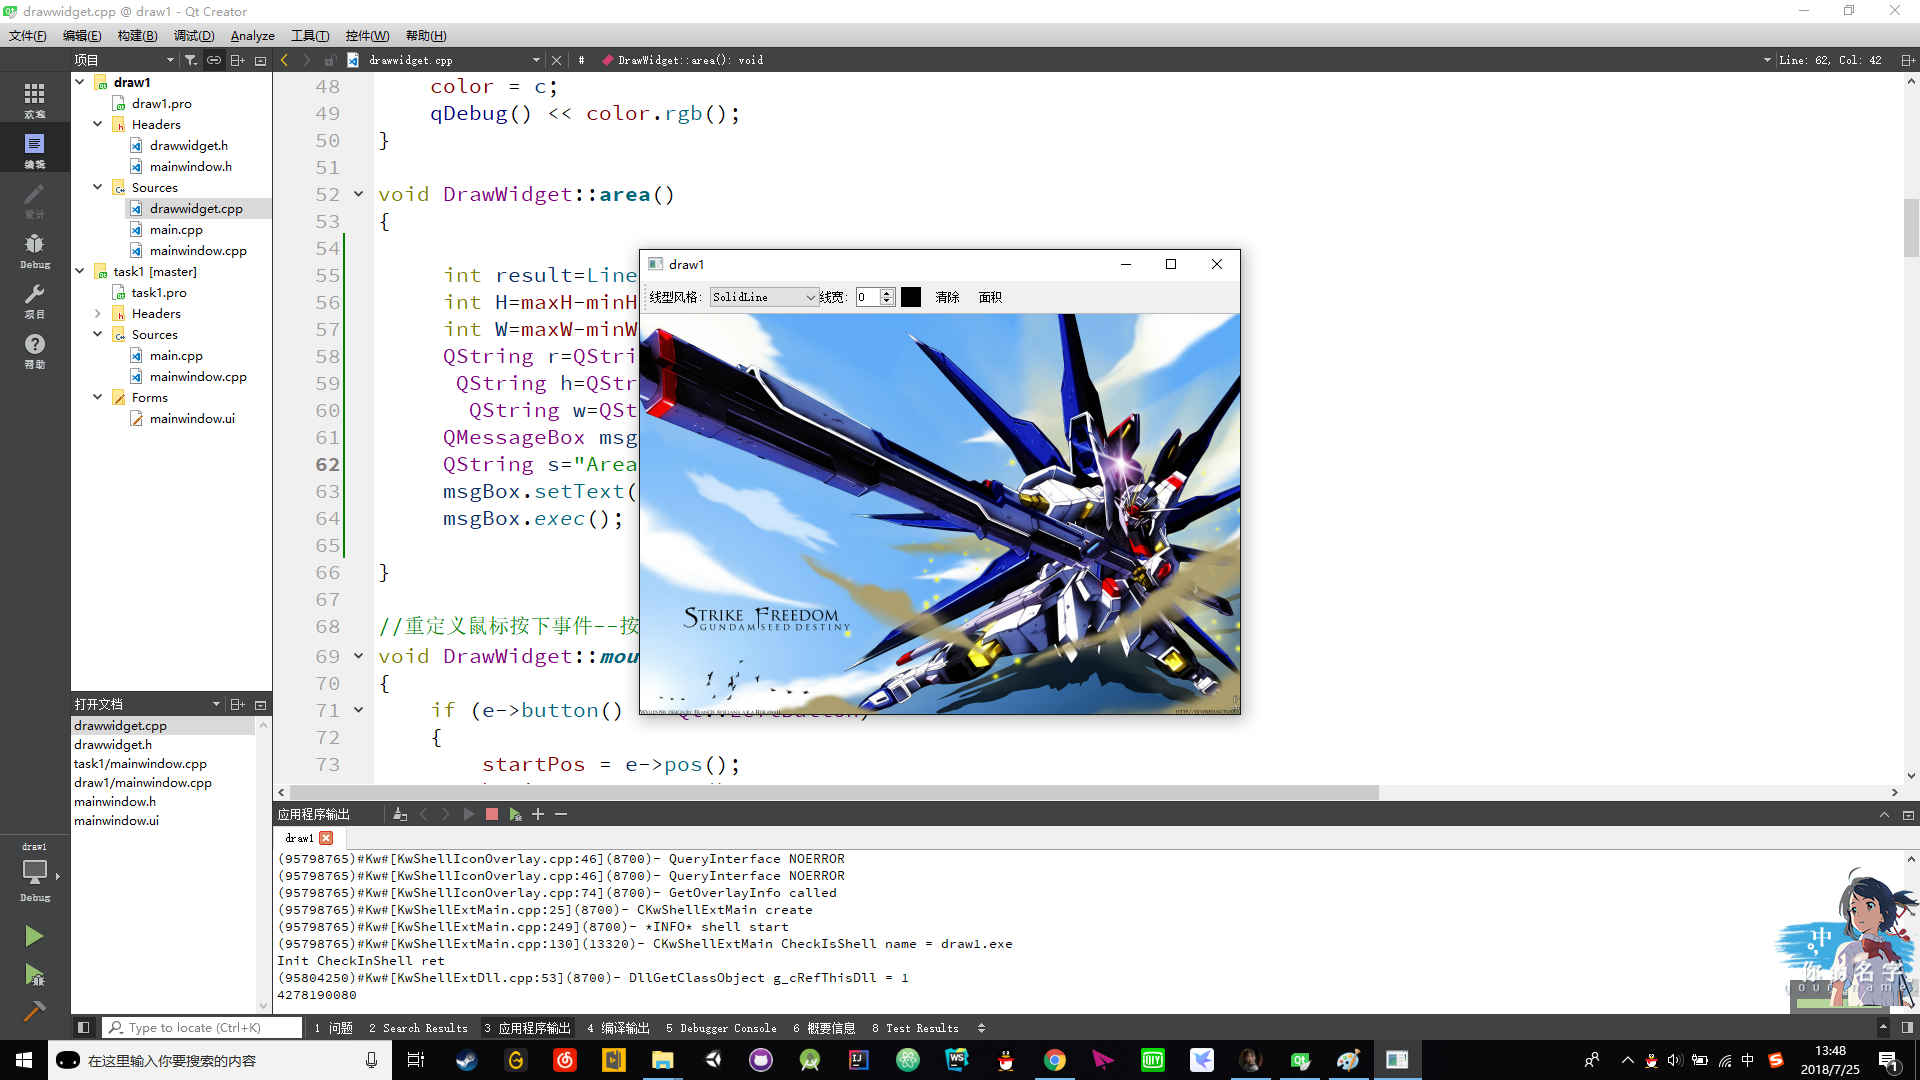 drawwidget.cpp @ draw1 - Qt Creator
文件(F) 编辑(E) 构建(B) 调试(D) Analyze 工具(T) 控件(W) 帮助(H)
项目
drawwidget.cpp
# DrawWidget::area(): void
Line: 62, Col: 42
欢迎
编辑
设计
Debug
项目
帮助
draw1
draw1.pro
Headers
drawwidget.h
mainwindow.h
Sources
drawwidget.cpp
main.cpp
mainwindow.cpp
task1 [master]
task1.pro
Headers
Sources
main.cpp
mainwindow.cpp
Forms
mainwindow.ui
48 color = c;
49 qDebug() << color.rgb();
50 }
51
52 void DrawWidget::area()
53 {
54
55 int result=Line
56 int H=maxH-minH
57 int W=maxW-minW
58 QString r=QStri
59 QString h=QStr
60 QString w=QSt
61 QMessageBox msg
62 QString s="Area
63 msgBox.setText(
64 msgBox.exec();
65
66 }
67
68 //重定义鼠标按下事件--按
69 void DrawWidget::mou
70 {
71 if (e->button()
72 {
73 startPos = e->pos();
draw1
线型风格: SolidLine 线宽: 0 清除 面积
STRIKE FREEDOM
GUNDAM SEED DESTINY
打开文档
drawwidget.cpp
drawwidget.h
task1/mainwindow.cpp
draw1/mainwindow.cpp
mainwindow.h
mainwindow.ui
draw1
Debug
应用程序输出
draw1
(95798765)#Kw#[KwShellIconOverlay.cpp:46](8700)- QueryInterface NOERROR
(95798765)#Kw#[KwShellIconOverlay.cpp:46](8700)- QueryInterface NOERROR
(95798765)#Kw#[KwShellIconOverlay.cpp:74](8700)- GetOverlayInfo called
(95798765)#Kw#[KwShellExtMain.cpp:25](8700)- CKwShellExtMain create
(95798765)#Kw#[KwShellExtMain.cpp:249](8700)- *INFO* shell start
(95798765)#Kw#[KwShellExtMain.cpp:130](13320)- CKwShellExtMain CheckIsShell name = draw1.exe
Init CheckInShell ret
(95804250)#Kw#[KwShellExtDll.cpp:53](8700)- DllGetClassObject g_cRefThisDll = 1
4278190080
中
你的名字
your name
Type to locate (Ctrl+K)
1 问题 2 Search Results 3 应用程序输出 4 编译输出 5 Debugger Console 6 概要信息 8 Test Results
在这里输入你要搜索的内容
中
13:48
2018/7/25